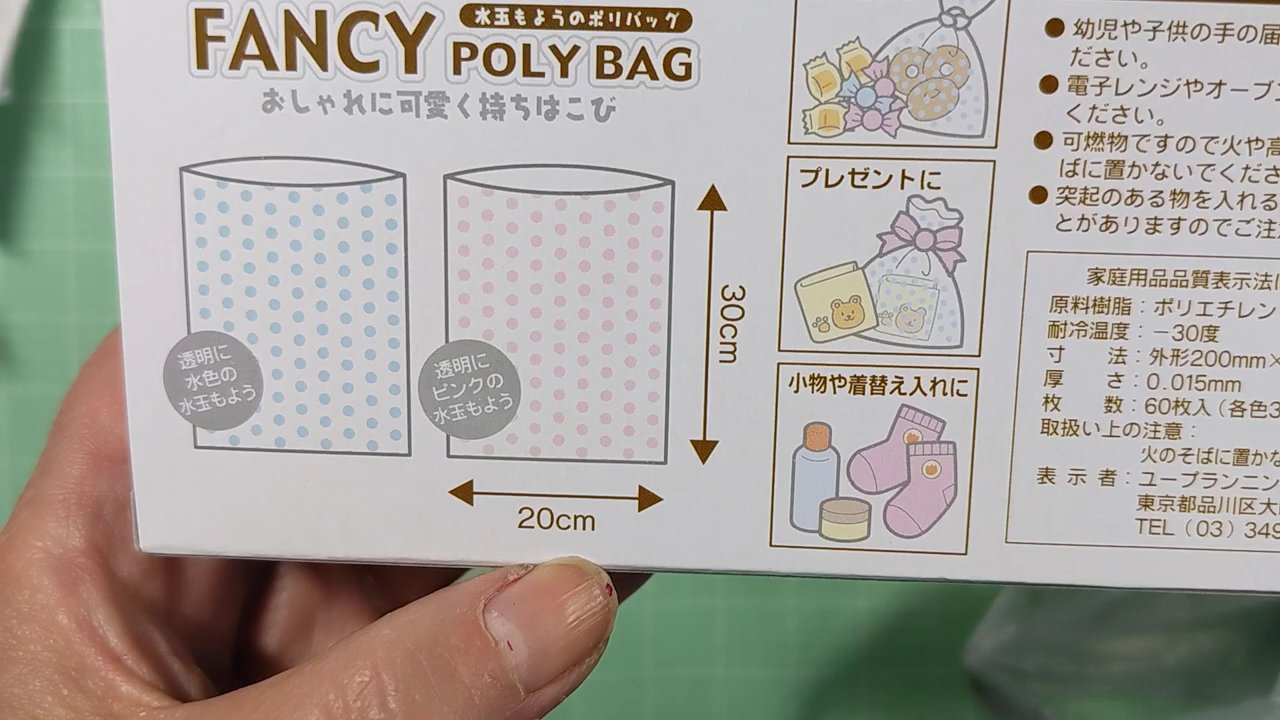 水玉もようのポリバッグ
FANCY POLY BAG
おしゃれに可愛く持ちはこび
透明に
水色の
水玉もよう
透明に
ピンクの
水玉もよう
30cm
20cm
プレゼントに
小物や着替え入れに
●幼児や子供の手の届
ださい。
●電子レンジやオーブ
ください。
●可燃物ですので火や高
ばに置かないでくださ
●突起のある物を入れる
とがありますのでご注
家庭用品品質表示法
原料樹脂：ポリエチレン
耐冷温度：－30度
寸　法：外形200mm×
厚　さ：0.015mm
枚　数：60枚入（各色3
取扱い上の注意：
火のそばに置かな
表示者：ユープランニン
東京都品川区大
TEL（03）349